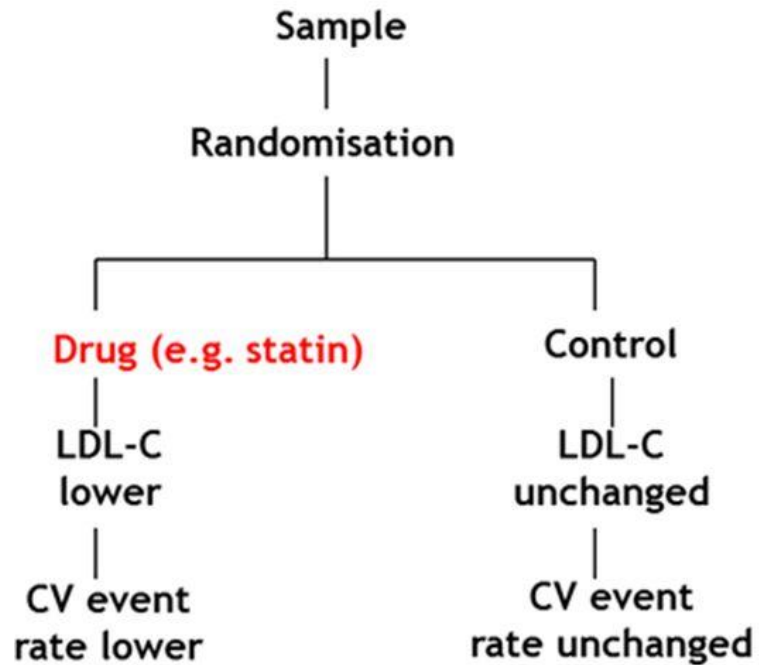 Sample
Randomisation
Drug (e.g. statin)
Control
LDL-C
lower
LDL-C
unchanged
CV event
rate lower
CV event
rate unchanged